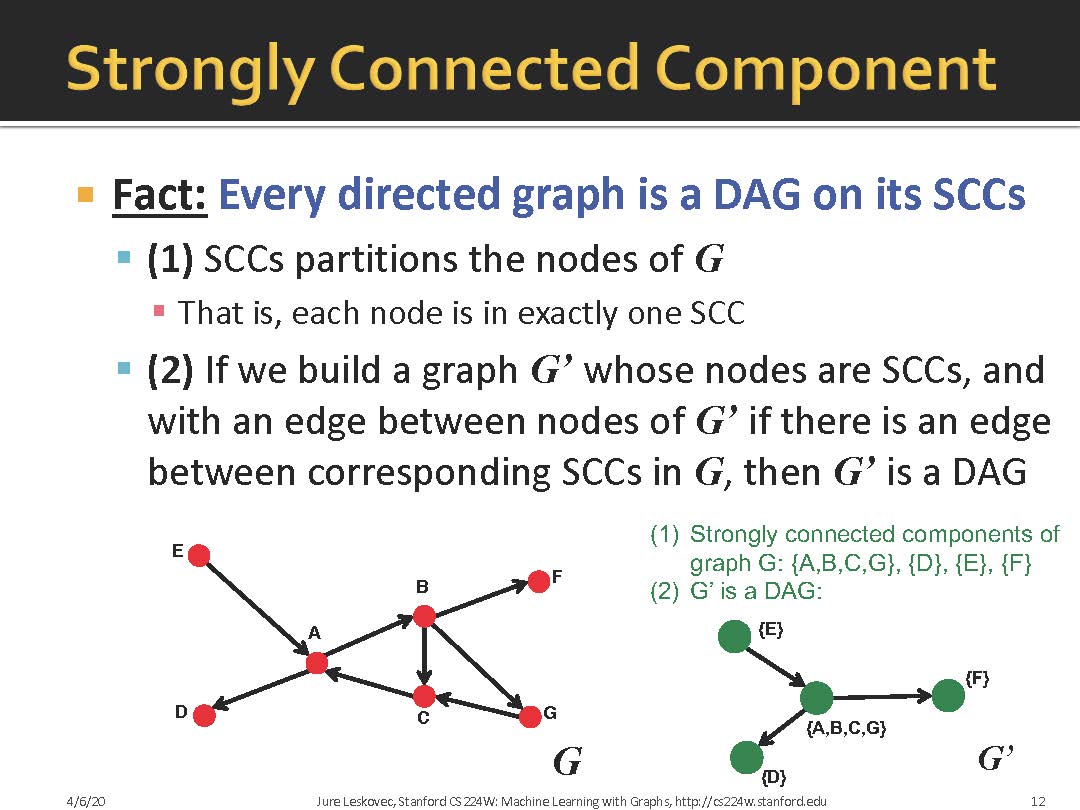 Strongly Connected Component
Fact: Every directed graph is a DAG on its SCCs
(1) SCCs partitions the nodes of G
That is, each node is in exactly one SCC
(2) If we build a graph G’ whose nodes are SCCs, and
with an edge between nodes of G’ if there is an edge
between corresponding SCCs in G, then G’ is a DAG
E
B
F
A
D
C
G
G
(1) Strongly connected components of
graph G: {A,B,C,G}, {D}, {E}, {F}
(2) G’ is a DAG:
{E}
{F}
{A,B,C,G}
{D}
G’
4/6/20
Jure Leskovec, Stanford CS224W: Machine Learning with Graphs, http://cs224w.stanford.edu
12